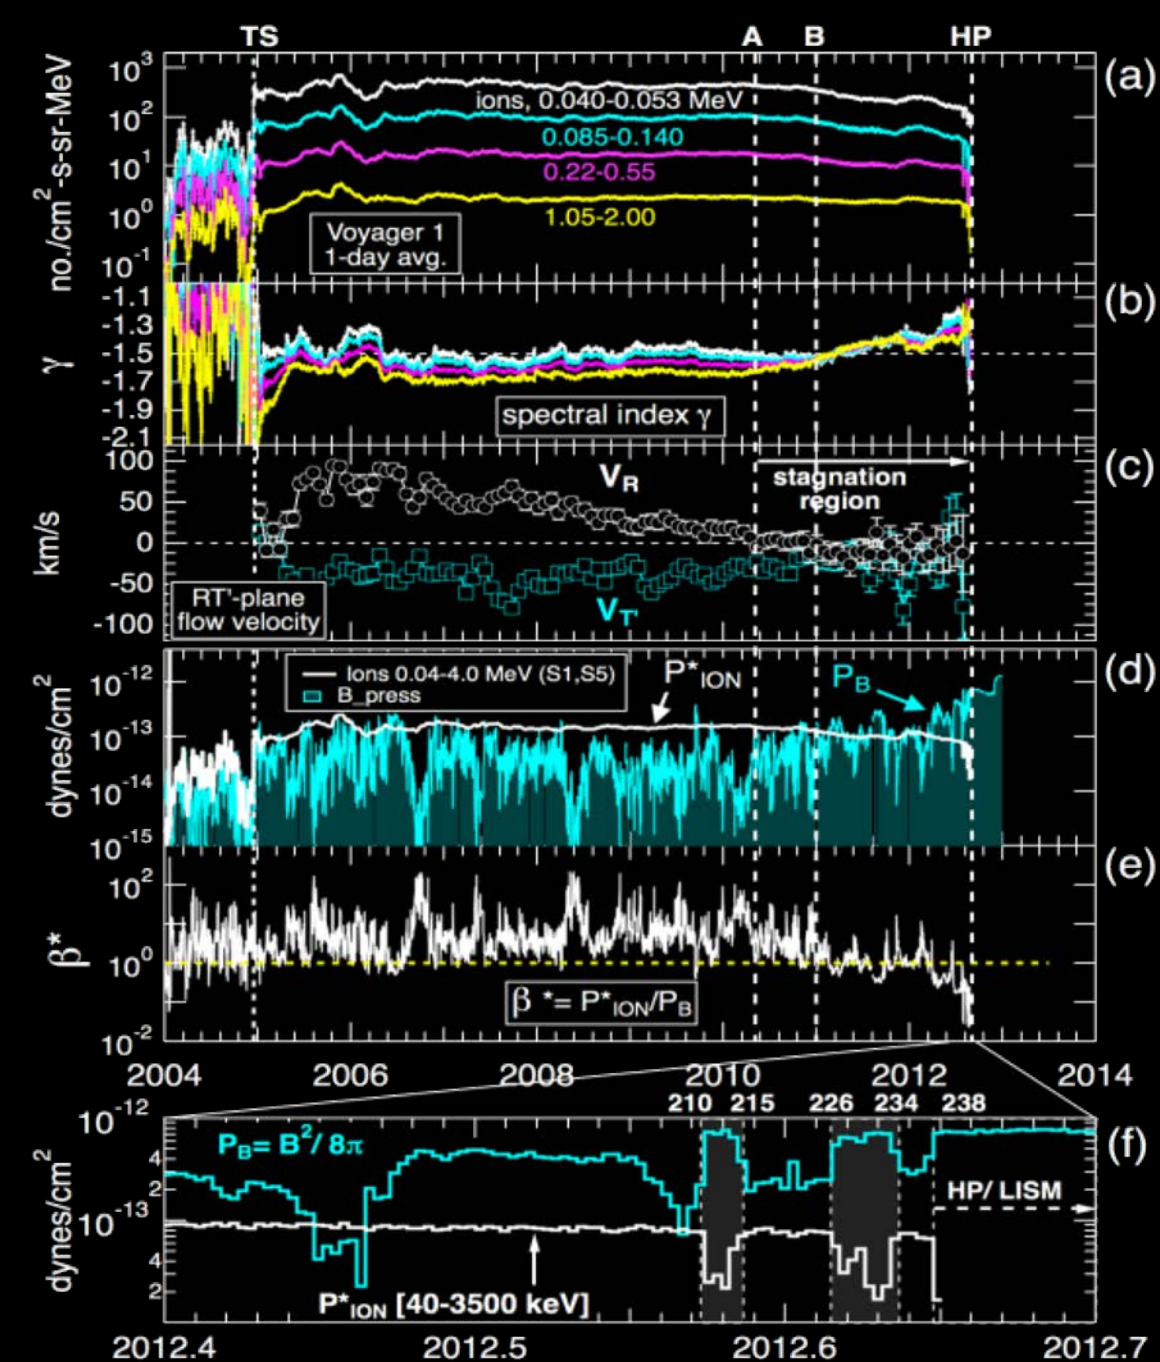 TS A B HP
(a)
10³
10²
10¹
10⁰
10⁻¹
no./cm²-s-sr-MeV
ions, 0.040-0.053 MeV
0.085-0.140
0.22-0.55
1.05-2.00
Voyager 1
1-day avg.
(b)
-1.1
-1.3
-1.5
-1.7
-1.9
-2.1
γ
spectral index γ
(c)
100
50
0
-50
-100
km/s
V_R
stagnation
region
V_T'
RT'-plane
flow velocity
(d)
10⁻¹²
10⁻¹³
10⁻¹⁴
10⁻¹⁵
dynes/cm²
Ions 0.04-4.0 MeV (S1,S5)
B_press
P*_ION
P_B
(e)
10²
10⁰
10⁻²
β*
β *= P*_ION/P_B
2004 2006 2008 2010 2012 2014
210 215 226 234 238
(f)
10⁻¹²
4
2
10⁻¹³
4
2
dynes/cm²
P_B= B²/ 8π
HP/ LISM
P*_ION [40-3500 keV]
2012.4 2012.5 2012.6 2012.7